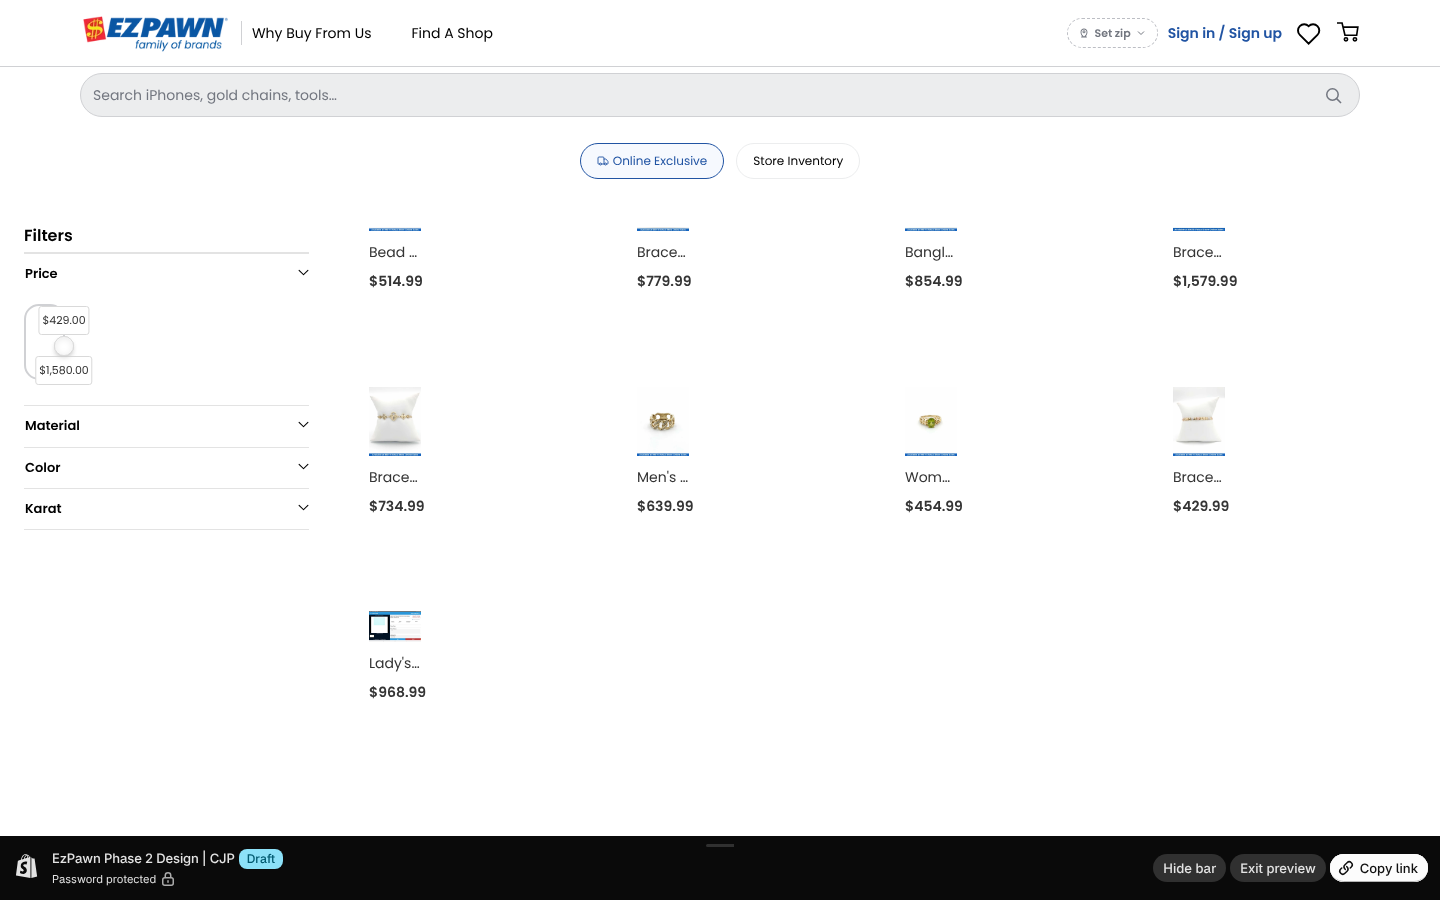 $EZPAWN
family of brands
Why Buy From Us
Find A Shop
Set zip
Sign in / Sign up
Search iPhones, gold chains, tools...
Online Exclusive
Store Inventory
Filters
Price
$429.00
$1,580.00
Material
Color
Karat
Bead ...
Brace...
Bangl...
Brace...
$514.99
$779.99
$854.99
$1,579.99
Brace...
Men's ...
Wom...
Brace...
$734.99
$639.99
$454.99
$429.99
Lady's...
$968.99
EzPawn Phase 2 Design | CJP
Draft
Password protected
Hide bar
Exit preview
Copy link